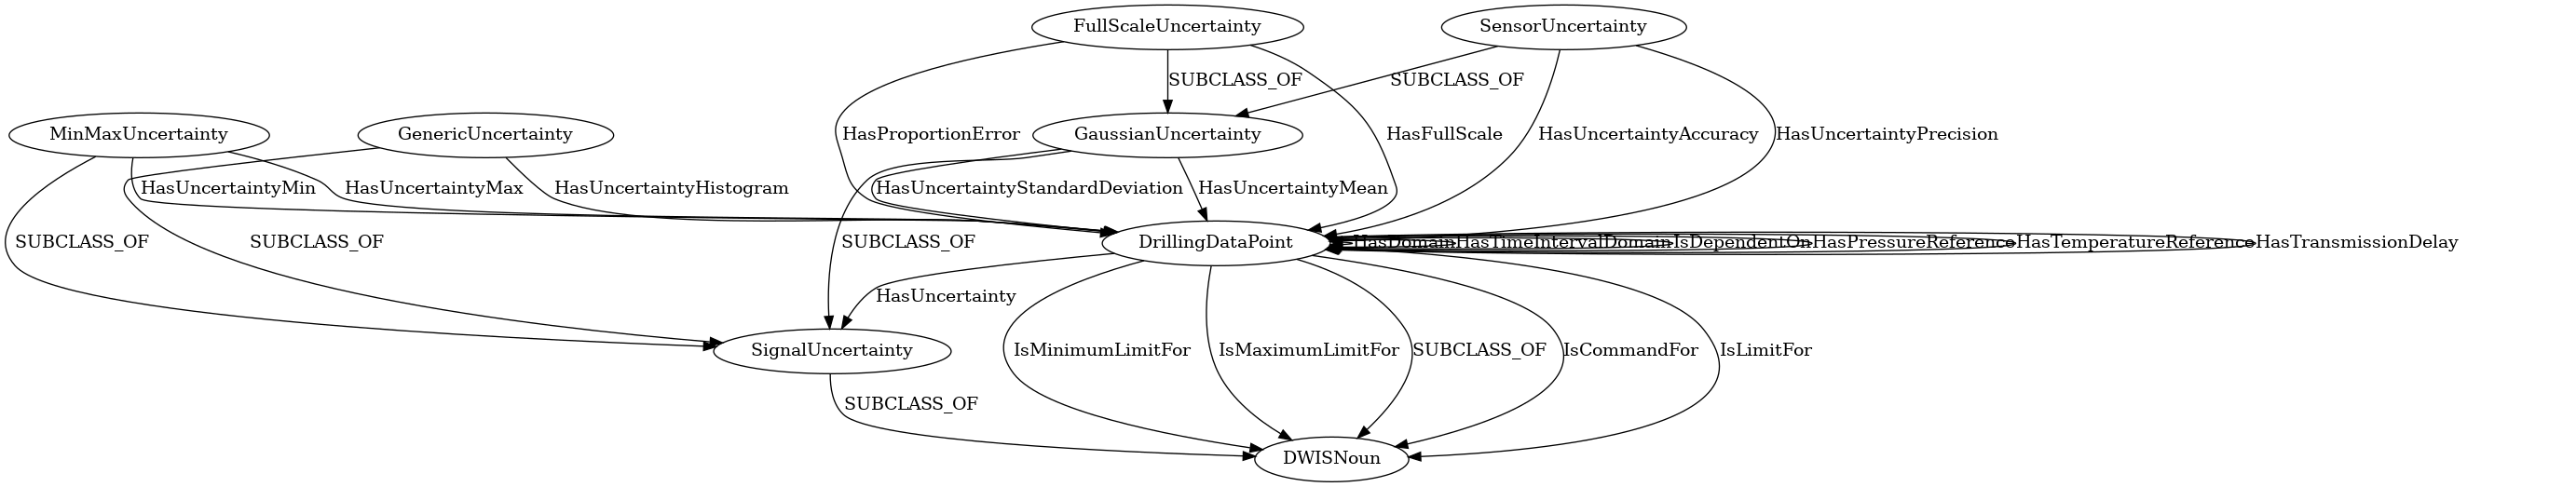 FullScaleUncertainty
SensorUncertainty
SUBCLASS_OF
SUBCLASS_OF
MinMaxUncertainty
GenericUncertainty
HasProportionError
GaussianUncertainty
HasFullScale
HasUncertaintyAccuracy
HasUncertaintyPrecision
HasUncertaintyMin
HasUncertaintyMax
HasUncertaintyHistogram
HasUncertaintyStandardDeviation
HasUncertaintyMean
SUBCLASS_OF
SUBCLASS_OF
SUBCLASS_OF
DrillingDataPoint
HasDomain
HasTimeIntervalDomain
IsDependentOn
HasPressureReference
HasTemperatureReference
HasTransmissionDelay
HasUncertainty
SignalUncertainty
IsMinimumLimitFor
IsMaximumLimitFor
SUBCLASS_OF
IsCommandFor
IsLimitFor
SUBCLASS_OF
DWISNoun